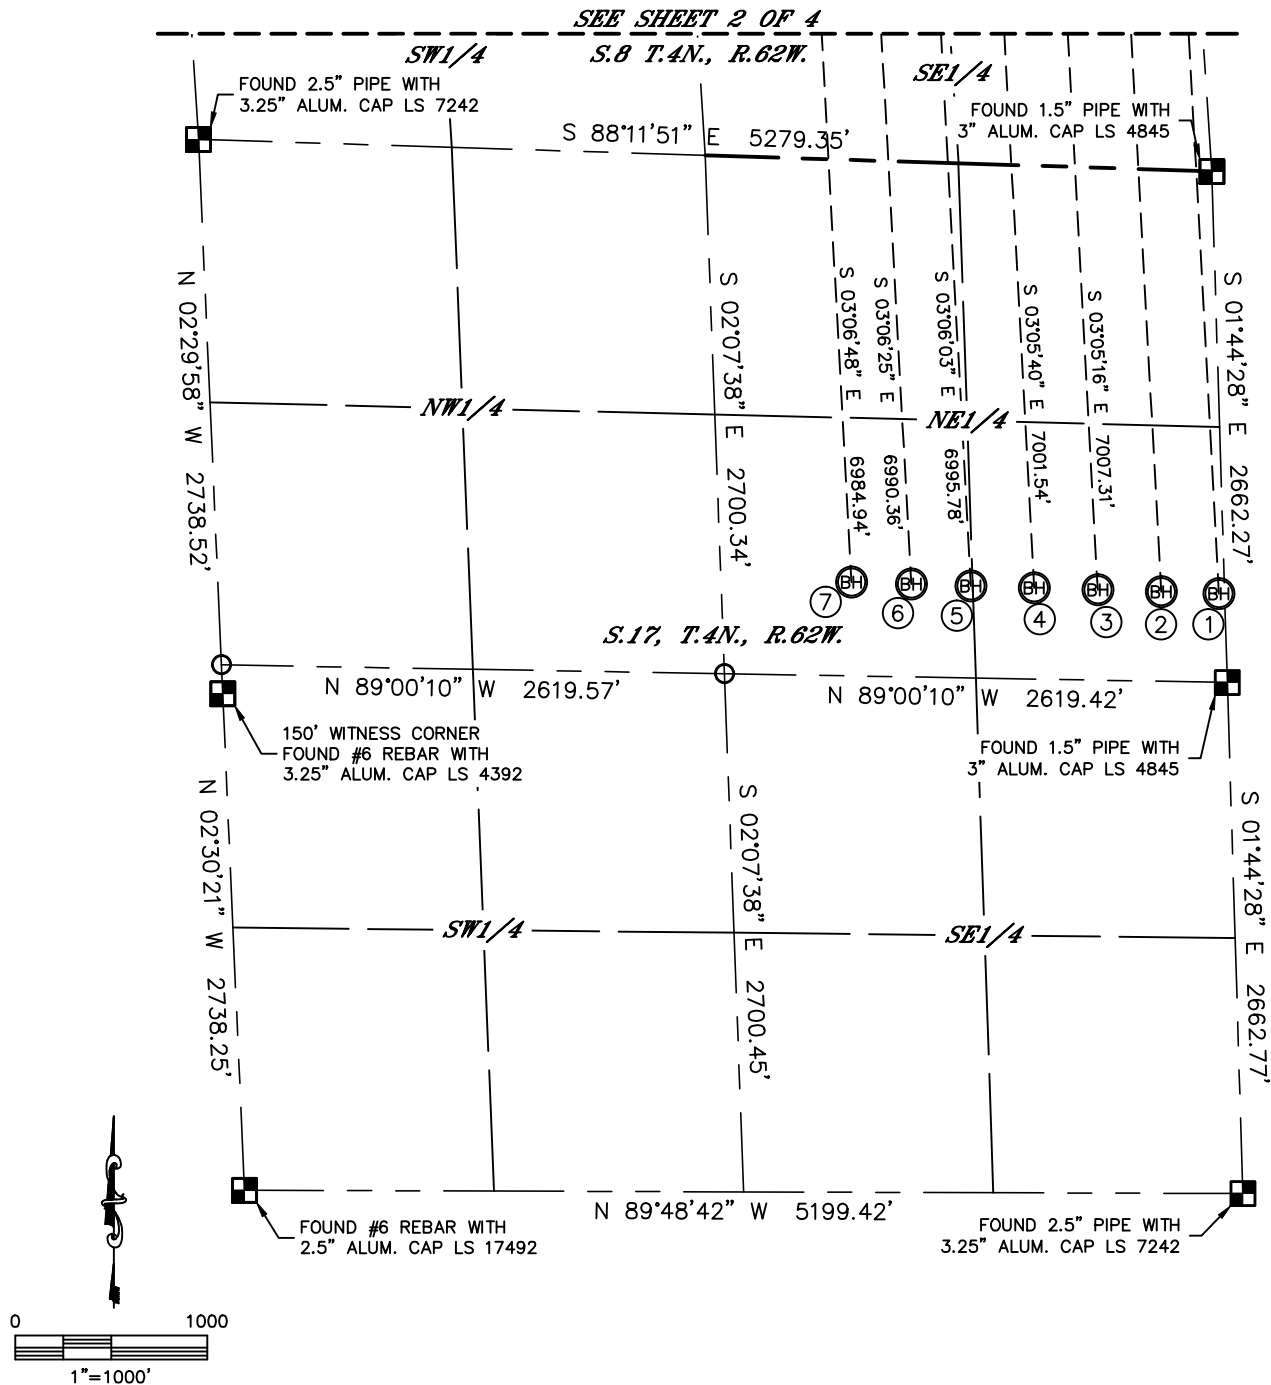 SEE SHEET 2 OF 4
SW1/4
S.8 T.4N., R.62W.
SE1/4
FOUND 2.5" PIPE WITH
3.25" ALUM. CAP LS 7242
FOUND 1.5" PIPE WITH
3" ALUM. CAP LS 4845
S 88°11'51" E 5279.35'
N 02°29'58" W 2738.52'
S 02°07'38" E 2700.34'
S 03°06'48" E 6984.94'
S 03°06'25" E 6990.36'
S 03°06'03" E 6995.78'
S 03°05'40" E 7001.54'
S 03°05'16" E 7007.31'
S 01°44'28" E 2662.27'
NW1/4
NE1/4
BH BH BH BH BH BH BH
7 6 5 4 3 2 1
S.17, T.4N., R.62W.
N 89°00'10" W 2619.57'
N 89°00'10" W 2619.42'
150' WITNESS CORNER
FOUND #6 REBAR WITH
3.25" ALUM. CAP LS 4392
FOUND 1.5" PIPE WITH
3" ALUM. CAP LS 4845
N 02°30'21" W 2738.25'
S 02°07'38" E 2700.45'
S 01°44'28" E 2662.77'
SW1/4
SE1/4
N 89°48'42" W 5199.42'
FOUND #6 REBAR WITH
2.5" ALUM. CAP LS 17492
FOUND 2.5" PIPE WITH
3.25" ALUM. CAP LS 7242
0 1000
1"=1000'